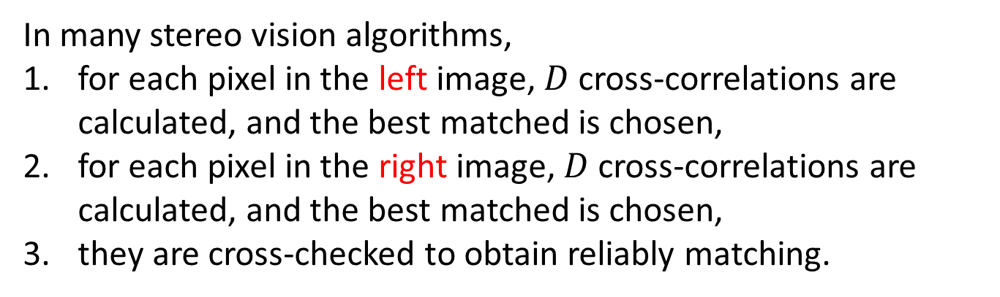 In many stereo vision algorithms,
1. for each pixel in the left image, D cross-correlations are
calculated, and the best matched is chosen,
2. for each pixel in the right image, D cross-correlations are
calculated, and the best matched is chosen,
3. they are cross-checked to obtain reliably matching.